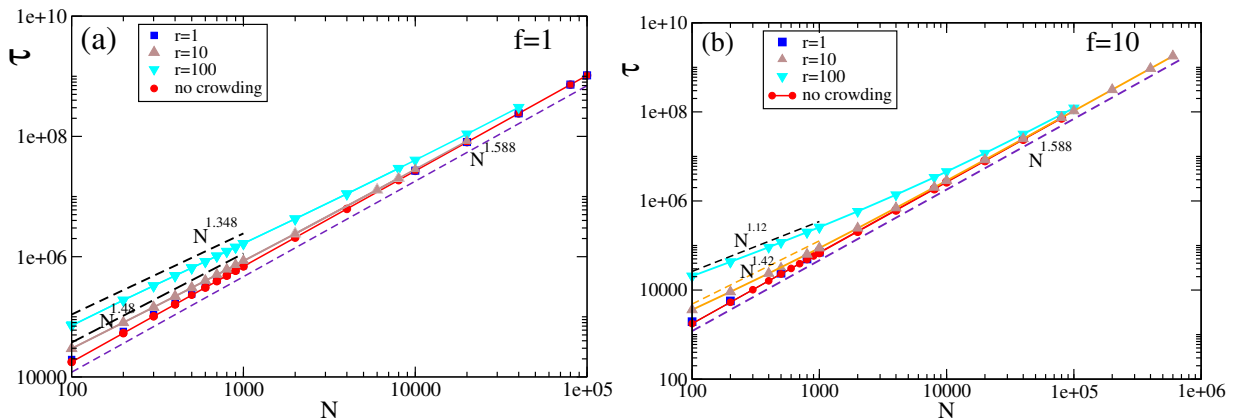 (a)
f=1
r=1
r=10
r=100
no crowding
τ
1e+10
1e+08
1e+06
10000
N^1.588
N^1.348
N^1.48
100
1000
10000
1e+05
N
(b)
f=10
r=1
r=10
r=100
no crowding
τ
1e+10
1e+08
1e+06
10000
100
N^1.588
N^1.12
N^1.42
100
1000
10000
1e+05
1e+06
N